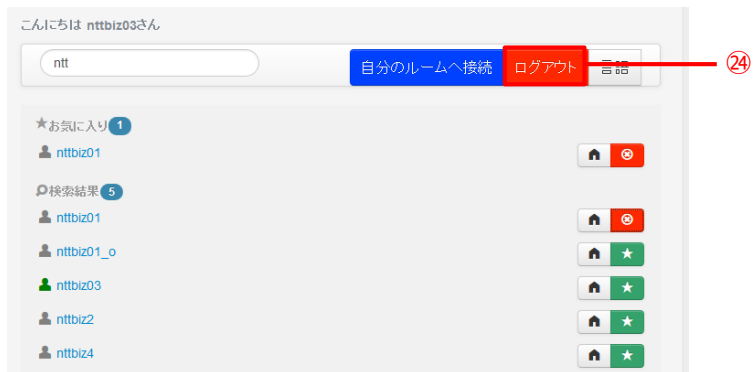 こんにちは nttbiz03さん
ntt
自分のルームへ接続 ログアウト 言語 ㉔
お気に入り 1
nttbiz01
検索結果 5
nttbiz01
nttbiz01_o
nttbiz03
nttbiz2
nttbiz4